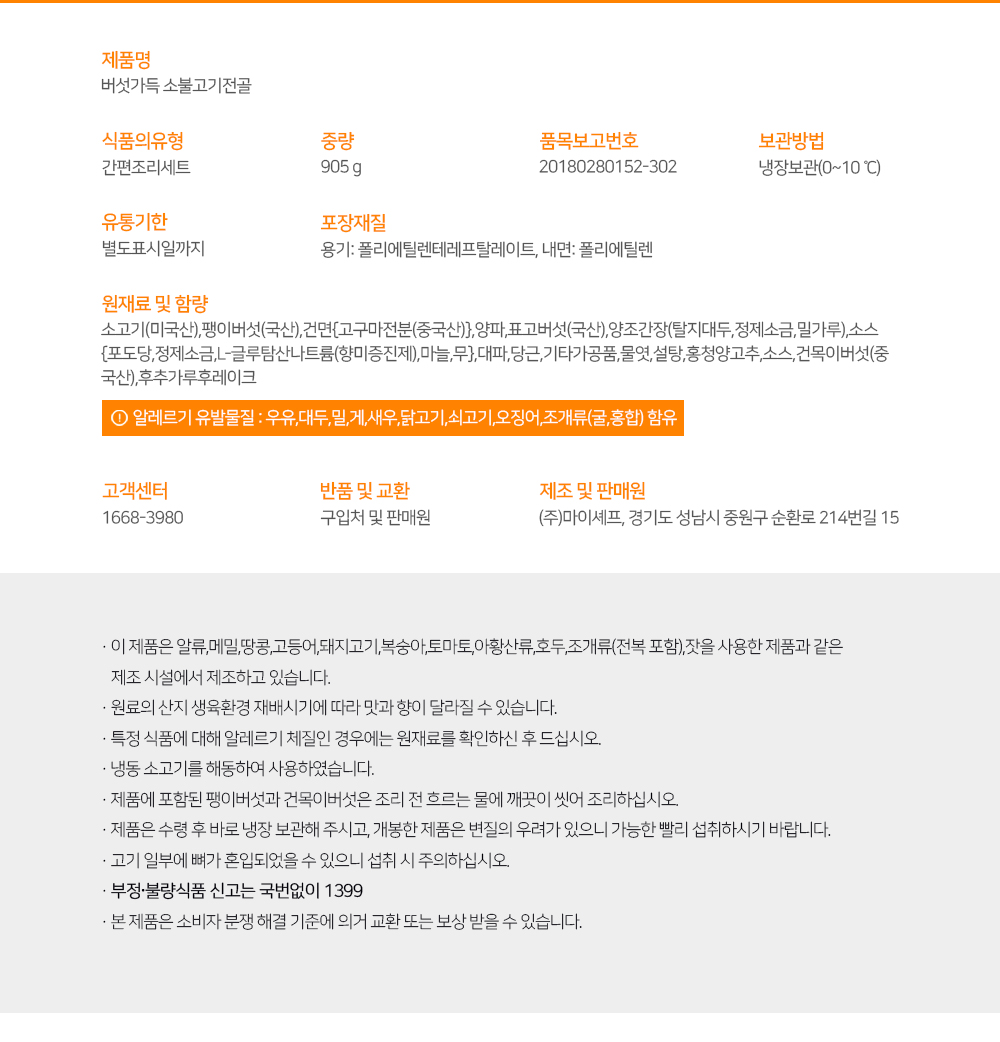 제품명
버섯가득 소불고기전골
식품의유형
간편조리세트
중량
905 g
품목보고번호
20180280152-302
보관방법
냉장보관(0~10 ℃)
유통기한
별도표시일까지
포장재질
용기: 폴리에틸렌테레프탈레이트, 내면: 폴리에틸렌
원재료 및 함량
소고기(미국산),팽이버섯(국산),건면{고구마전분(중국산)},양파,표고버섯(국산),양조간장(탈지대두,정제소금,밀가루),소스
{포도당,정제소금,L-글루탐산나트륨(향미증진제),마늘,무},대파,당근,기타가공품,물엿,설탕,홍청양고추,소스,건목이버섯(중
국산),후추가루후레이크
알레르기 유발물질 : 우유,대두,밀,게,새우,닭고기,쇠고기,오징어,조개류(굴,홍합) 함유
고객센터
1668-3980
반품 및 교환
구입처 및 판매원
제조 및 판매원
(주)마이셰프, 경기도 성남시 중원구 순환로 214번길 15
· 이 제품은 알류,메밀,땅콩,고등어,돼지고기,복숭아,토마토,아황산류,호두,조개류(전복 포함),잣을 사용한 제품과 같은
제조 시설에서 제조하고 있습니다.
· 원료의 산지 생육환경 재배시기에 따라 맛과 향이 달라질 수 있습니다.
· 특정 식품에 대해 알레르기 체질인 경우에는 원재료를 확인하신 후 드십시오.
· 냉동 소고기를 해동하여 사용하였습니다.
· 제품에 포함된 팽이버섯과 건목이버섯은 조리 전 흐르는 물에 깨끗이 씻어 조리하십시오.
· 제품은 수령 후 바로 냉장 보관해 주시고, 개봉한 제품은 변질의 우려가 있으니 가능한 빨리 섭취하시기 바랍니다.
· 고기 일부에 뼈가 혼입되었을 수 있으니 섭취 시 주의하십시오.
· 부정·불량식품 신고는 국번없이 1399
· 본 제품은 소비자 분쟁 해결 기준에 의거 교환 또는 보상 받을 수 있습니다.